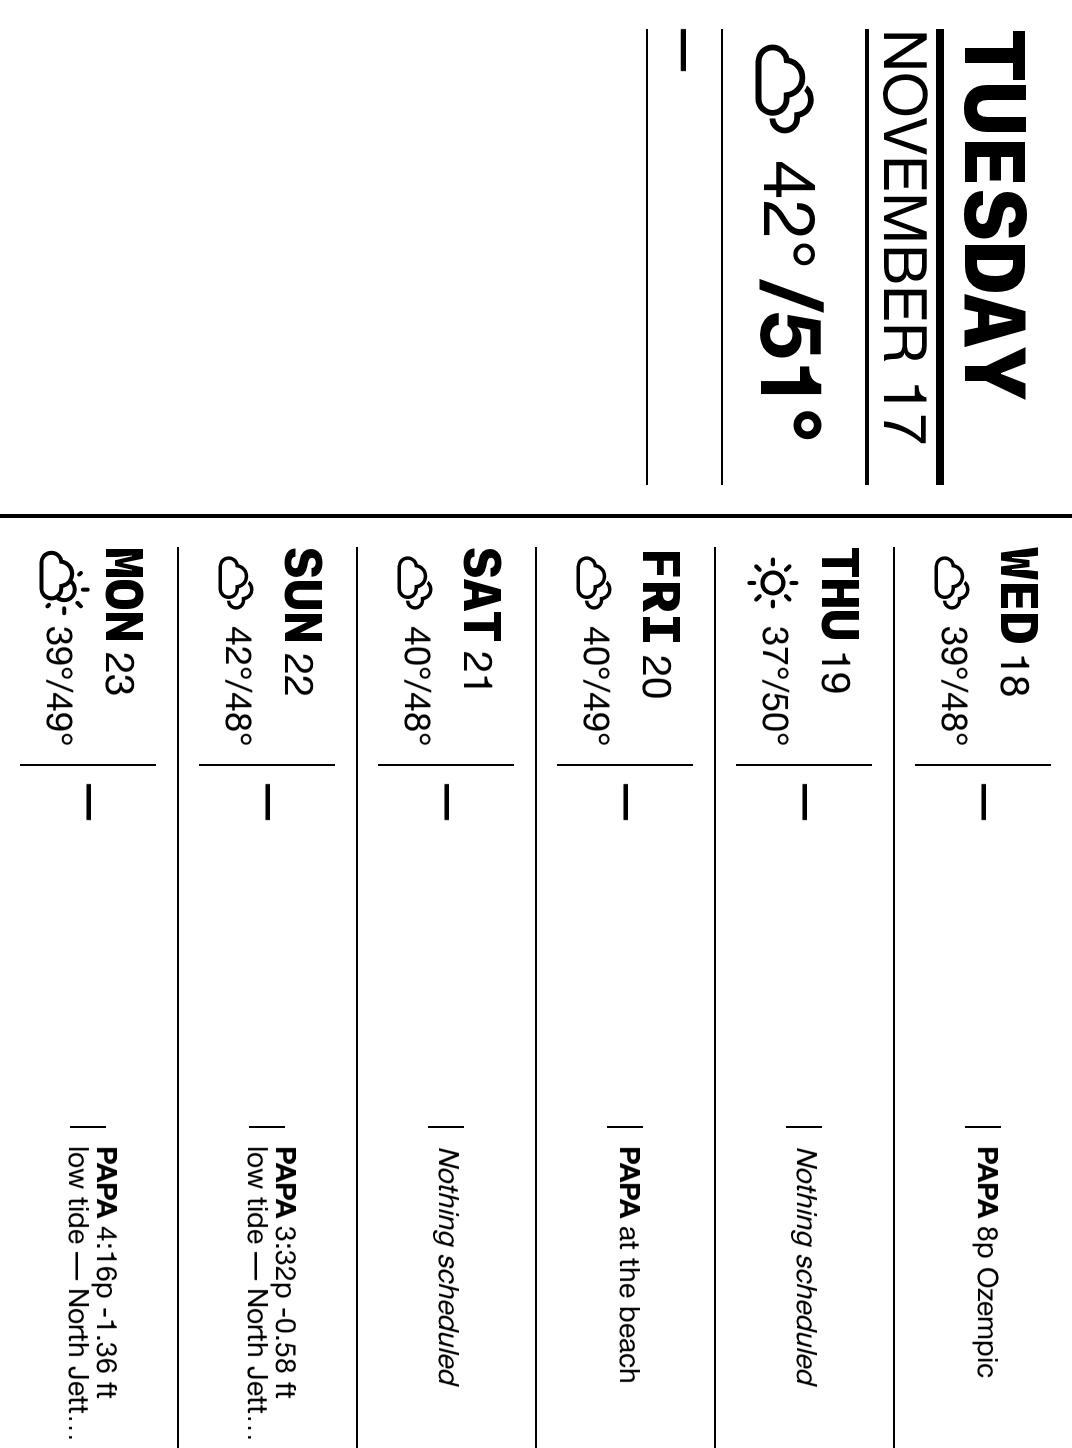 TUESDAY
NOVEMBER 17
42°/51°
—
WED 18
39°/48°
—
PAPA 8p Ozempic
THU 19
37°/50°
—
Nothing scheduled
FRI 20
40°/49°
—
PAPA at the beach
SAT 21
40°/48°
—
Nothing scheduled
SUN 22
42°/48°
—
PAPA 3:32p -0.58 ft
low tide — North Jett…
MON 23
39°/49°
—
PAPA 4:16p -1.36 ft
low tide — North Jett…